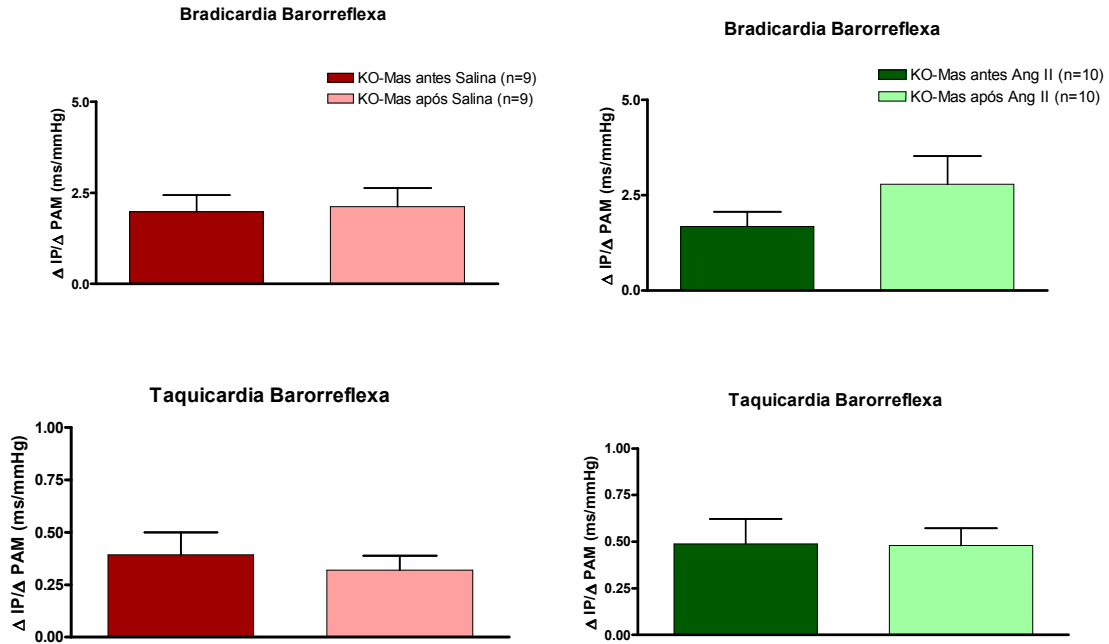 Bradicardia Barorreflexa
KO-Mas antes Salina (n=9)
KO-Mas após Salina (n=9)
5.0
2.5
0.0
Δ IP/Δ PAM (ms/mmHg)
Bradicardia Barorreflexa
KO-Mas antes Ang II (n=10)
KO-Mas após Ang II (n=10)
5.0
2.5
0.0
Δ IP/Δ PAM (ms/mmHg)
Taquicardia Barorreflexa
1.00
0.75
0.50
0.25
0.00
Δ IP/Δ PAM (ms/mmHg)
Taquicardia Barorreflexa
1.00
0.75
0.50
0.25
0.00
Δ IP/Δ PAM (ms/mmHg)